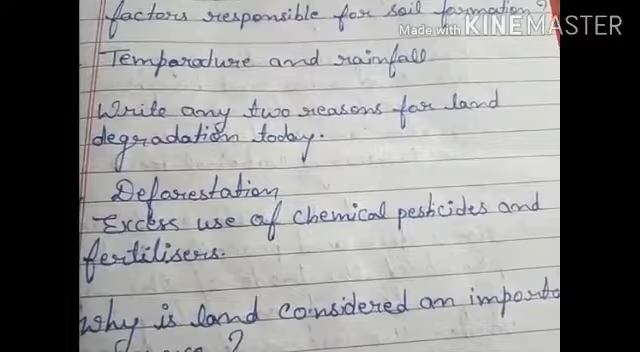 factors responsible for soil formation?
Made with KINEMASTER
Temparadure and rainfall
Write any two reasons for land
degradation today.
Deforestation
Excess use of chemical pesticides and
fertilisers.
Why is land considered an importa
?